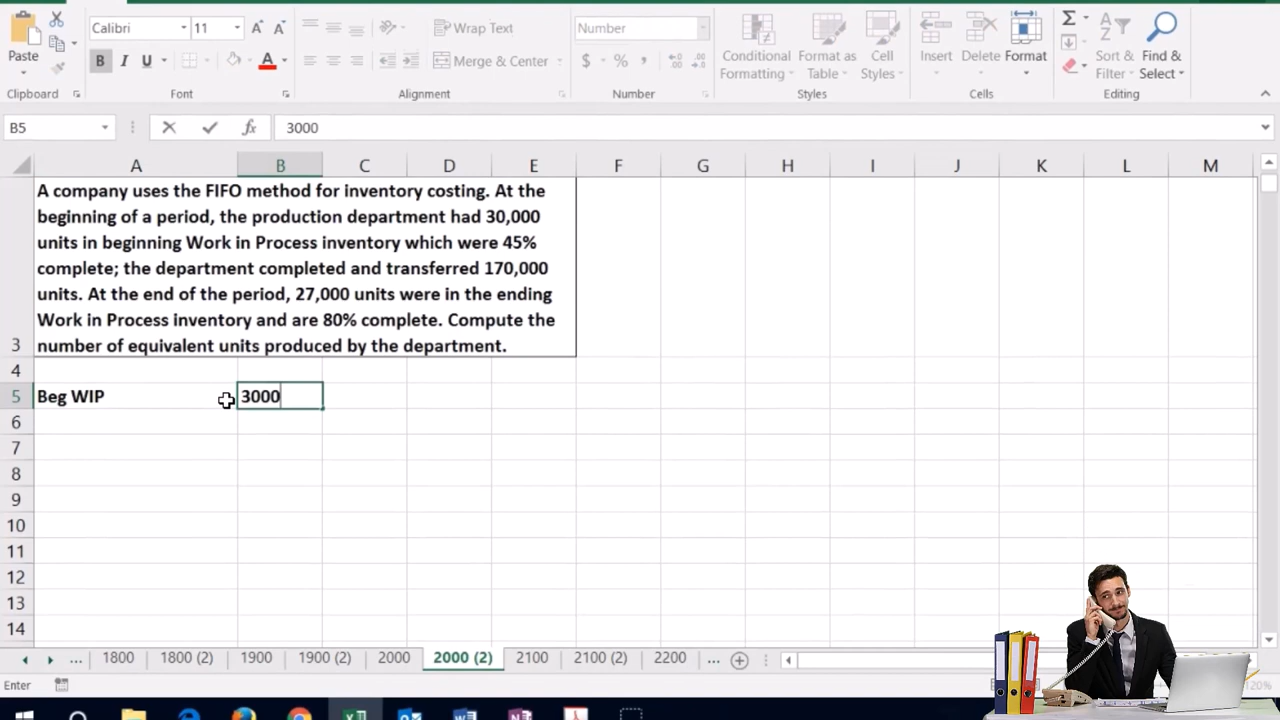 Calibri 11
Wrap Text
Number
Paste
B I U
Merge & Center
$ % ,
Conditional Formatting
Format as Table
Cell Styles
Insert
Delete
Format
Sort & Filter
Find & Select
Clipboard
Font
Alignment
Number
Styles
Cells
Editing
B5
fx 3000
A B C D E F G H I J K L M
A company uses the FIFO method for inventory costing. At the
beginning of a period, the production department had 30,000
units in beginning Work in Process inventory which were 45%
complete; the department completed and transferred 170,000
units. At the end of the period, 27,000 units were in the ending
Work in Process inventory and are 80% complete. Compute the
3 number of equivalent units produced by the department.
4
5 Beg WIP 3000
6
7
8
9
10
11
12
13
14
... 1800 1800 (2) 1900 1900 (2) 2000 2000 (2) 2100 2100 (2) 2200 ...
Enter
120%